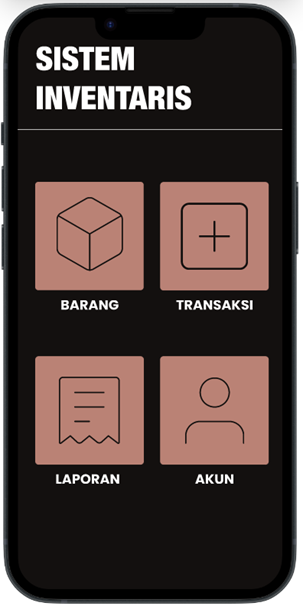 SISTEM
INVENTARIS
BARANG
TRANSAKSI
LAPORAN
AKUN